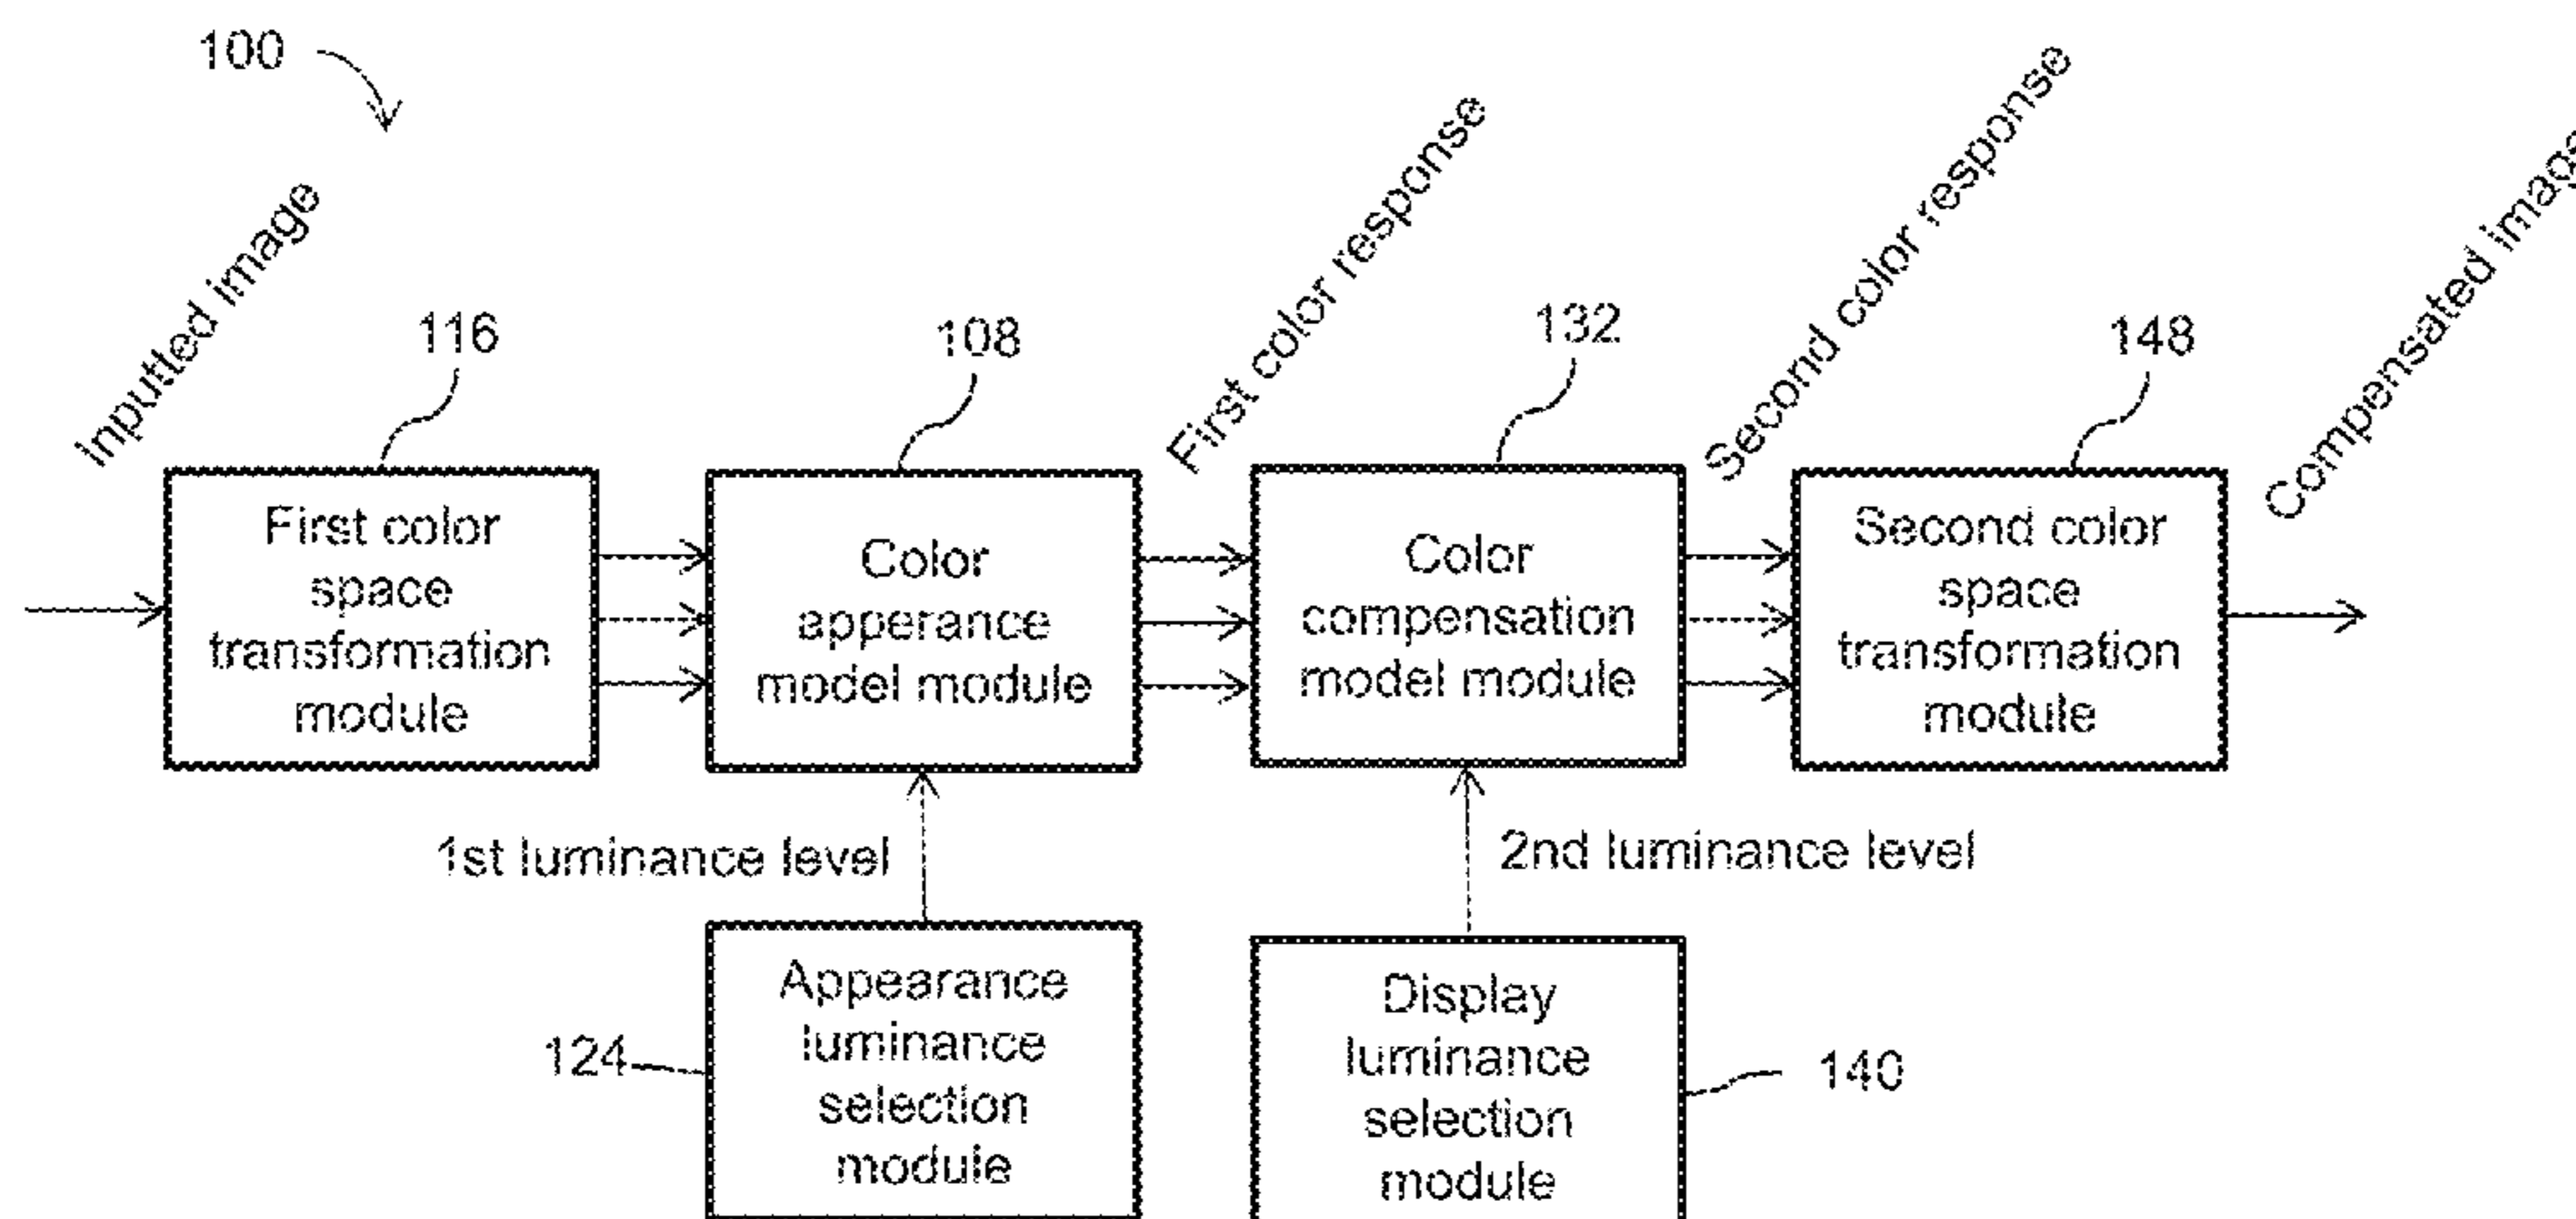 100
Inputted image
First color response
Second color response
Compensated image
116
108
132
148
First color
space
transformation
module
Color
apperance
model module
Color
compensation
model module
Second color
space
transformation
module
1st luminance level
2nd luminance level
Appearance
luminance
selection
module
124
Display
luminance
selection
module
140